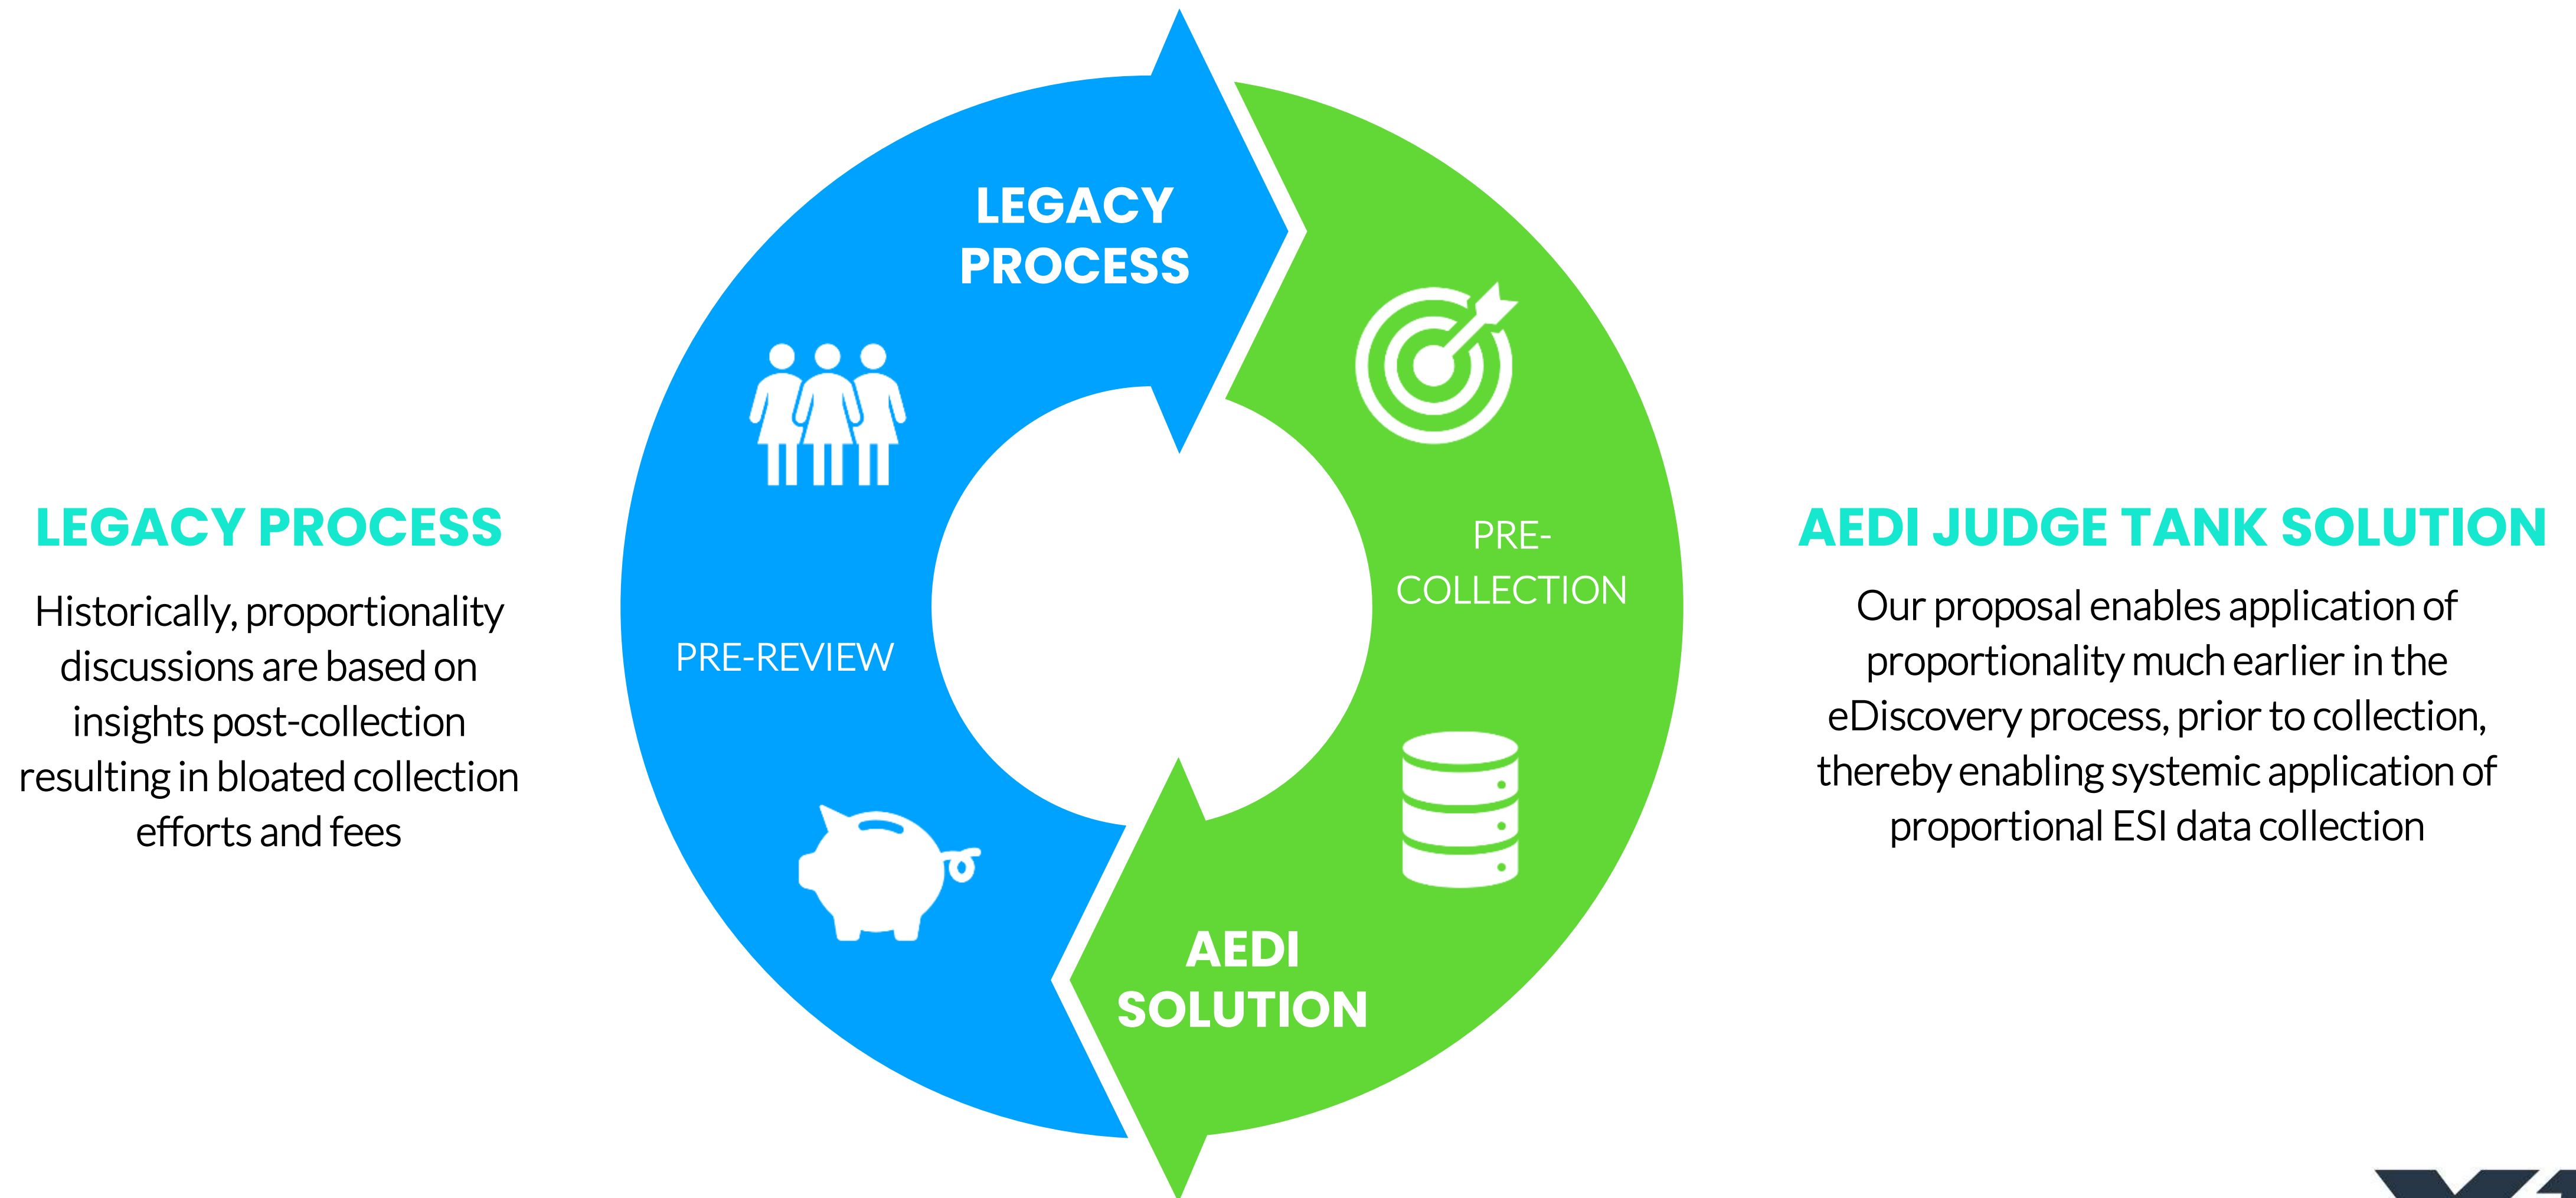 LEGACY PROCESS
Historically, proportionality
discussions are based on
insights post-collection
resulting in bloated collection
efforts and fees
LEGACY
PROCESS
PRE-REVIEW
PRE-
COLLECTION
AEDI
SOLUTION
AEDI JUDGE TANK SOLUTION
Our proposal enables application of
proportionality much earlier in the
eDiscovery process, prior to collection,
thereby enabling systemic application of
proportional ESI data collection